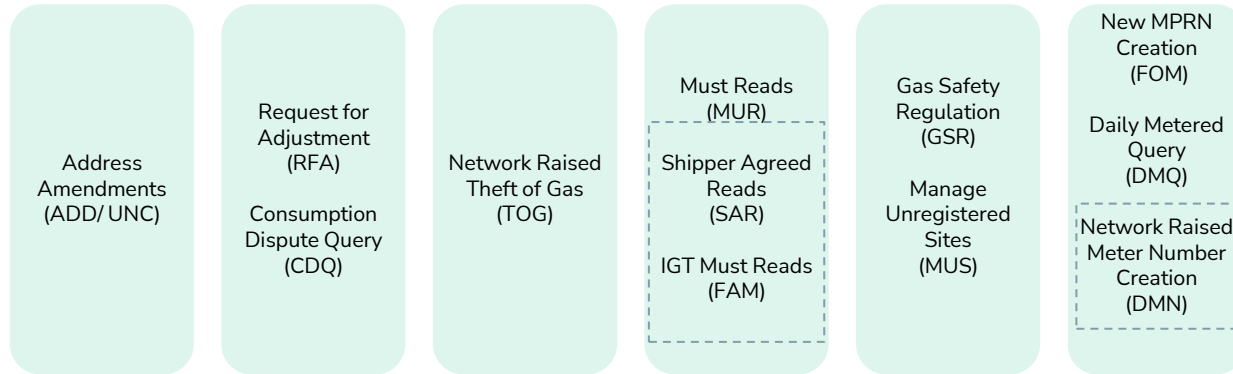 Address
Amendments
(ADD/ UNC)
Request for
Adjustment
(RFA)
Consumption
Dispute Query
(CDQ)
Network Raised
Theft of Gas
(TOG)
Must Reads
(MUR)
Shipper Agreed
Reads
(SAR)
IGT Must Reads
(FAM)
Gas Safety
Regulation
(GSR)
Manage
Unregistered
Sites
(MUS)
New MPRN
Creation
(FOM)
Daily Metered
Query
(DMQ)
Network Raised
Meter Number
Creation
(DMN)